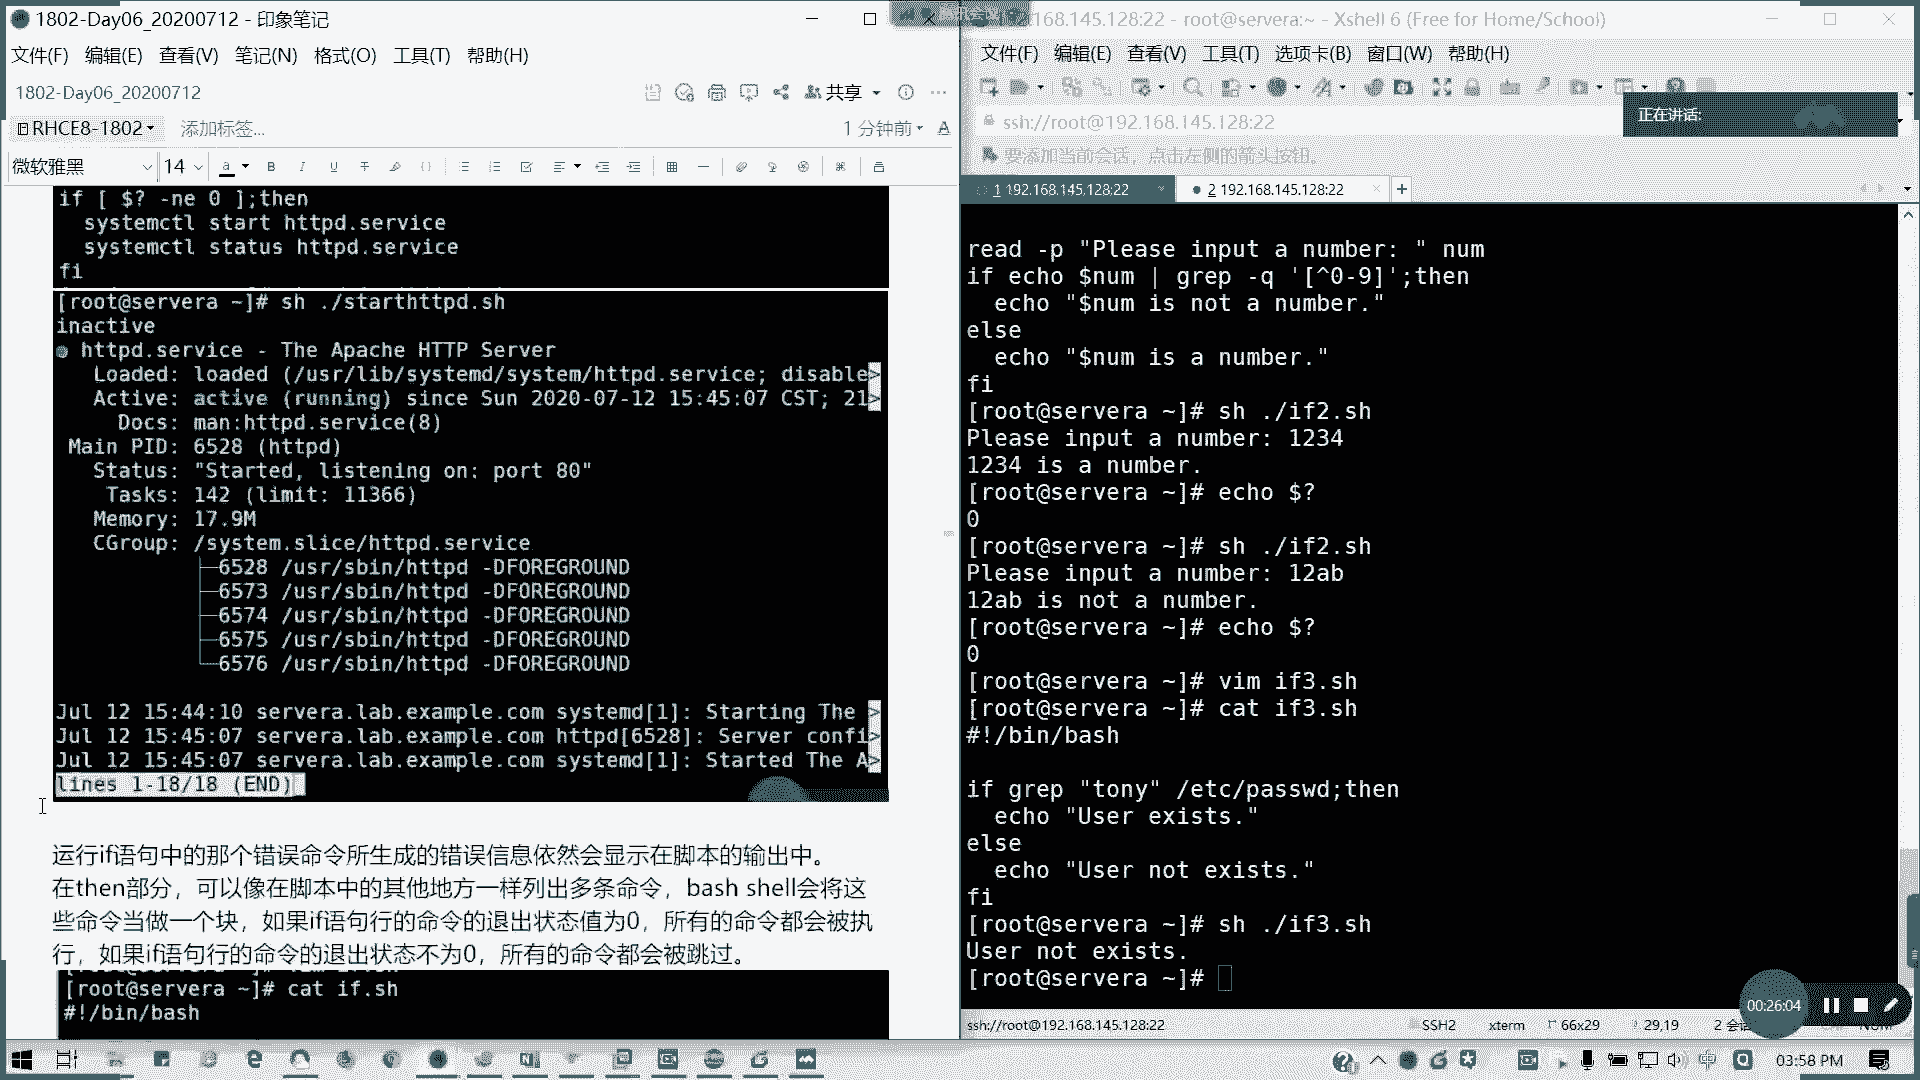 1802-Day06_20200712 - 印象笔记
文件(F) 编辑(E) 查看(V) 笔记(N) 格式(O) 工具(T) 帮助(H)
1802-Day06_20200712
共享
RHCE8-1802
添加标签...
1 分钟前
微软雅黑
14
if [ $? -ne 0 ];then
  systemctl start httpd.service
  systemctl status httpd.service
fi
[root@servera ~]# sh ./starthttpd.sh
inactive
● httpd.service - The Apache HTTP Server
   Loaded: loaded (/usr/lib/systemd/system/httpd.service; disable>
   Active: active (running) since Sun 2020-07-12 15:45:07 CST; 21>
     Docs: man:httpd.service(8)
 Main PID: 6528 (httpd)
   Status: "Started, listening on: port 80"
    Tasks: 142 (limit: 11366)
   Memory: 17.9M
   CGroup: /system.slice/httpd.service
           ├─6528 /usr/sbin/httpd -DFOREGROUND
           ├─6573 /usr/sbin/httpd -DFOREGROUND
           ├─6574 /usr/sbin/httpd -DFOREGROUND
           ├─6575 /usr/sbin/httpd -DFOREGROUND
           └─6576 /usr/sbin/httpd -DFOREGROUND
Jul 12 15:44:10 servera.lab.example.com systemd[1]: Starting The >
Jul 12 15:45:07 servera.lab.example.com httpd[6528]: Server confi>
Jul 12 15:45:07 servera.lab.example.com systemd[1]: Started The A>
lines 1-18/18 (END)
运行if语句中的那个错误命令所生成的错误信息依然会显示在脚本的输出中。
在then部分，可以像在脚本中的其他地方一样列出多条命令，bash shell会将这
些命令当做一个块，如果if语句行的命令的退出状态值为0，所有的命令都会被执
行，如果if语句行的命令的退出状态不为0，所有的命令都会被跳过。
[root@servera ~]# cat if.sh
#!/bin/bash
168.145.128:22 - root@servera:~ - Xshell 6 (Free for Home/School)
文件(F) 编辑(E) 查看(V) 工具(T) 选项卡(B) 窗口(W) 帮助(H)
ssh://root@192.168.145.128:22
正在讲话:
要添加当前会话，点击左侧的箭头按钮。
1 192.168.145.128:22
2 192.168.145.128:22
read -p "Please input a number: " num
if echo $num | grep -q '[^0-9]';then
  echo "$num is not a number."
else
  echo "$num is a number."
fi
[root@servera ~]# sh ./if2.sh
Please input a number: 1234
1234 is a number.
[root@servera ~]# echo $?
0
[root@servera ~]# sh ./if2.sh
Please input a number: 12ab
12ab is not a number.
[root@servera ~]# echo $?
0
[root@servera ~]# vim if3.sh
[root@servera ~]# cat if3.sh
#!/bin/bash
if grep "tony" /etc/passwd;then
  echo "User exists."
else
  echo "User not exists."
fi
[root@servera ~]# sh ./if3.sh
User not exists.
[root@servera ~]#
00:26:04
ssh://root@192.168.145.128:22
SSH2
xterm
66x29
29,19
03:58 PM